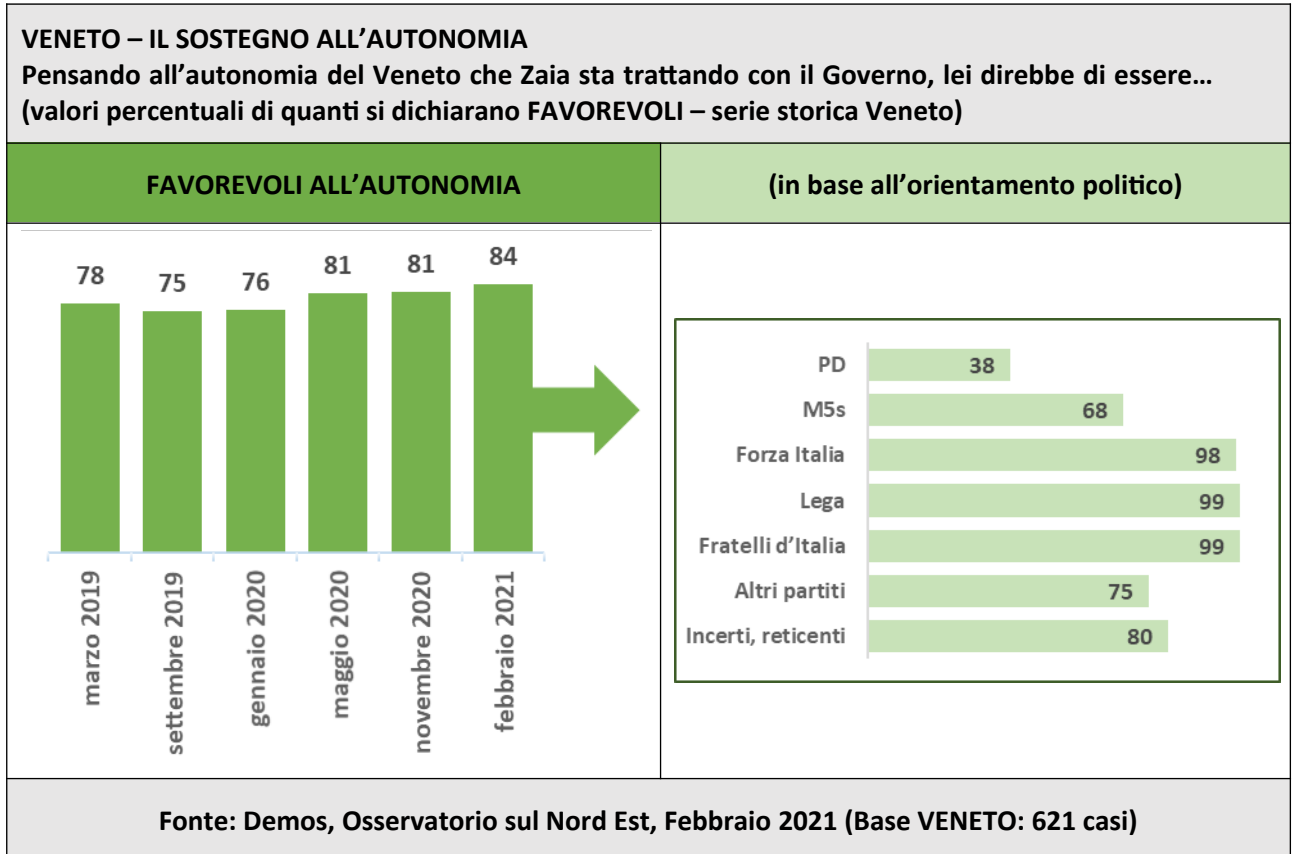 VENETO – IL SOSTEGNO ALL’AUTONOMIA
Pensando all’autonomia del Veneto che Zaia sta trattando con il Governo, lei direbbe di essere…
(valori percentuali di quanti si dichiarano FAVOREVOLI – serie storica Veneto)
FAVOREVOLI ALL’AUTONOMIA
(in base all’orientamento politico)
78
75
76
81
81
84
marzo 2019
settembre 2019
gennaio 2020
maggio 2020
novembre 2020
febbraio 2021
PD 38
M5s 68
Forza Italia 98
Lega 99
Fratelli d’Italia 99
Altri partiti 75
Incerti, reticenti 80
Fonte: Demos, Osservatorio sul Nord Est, Febbraio 2021 (Base VENETO: 621 casi)